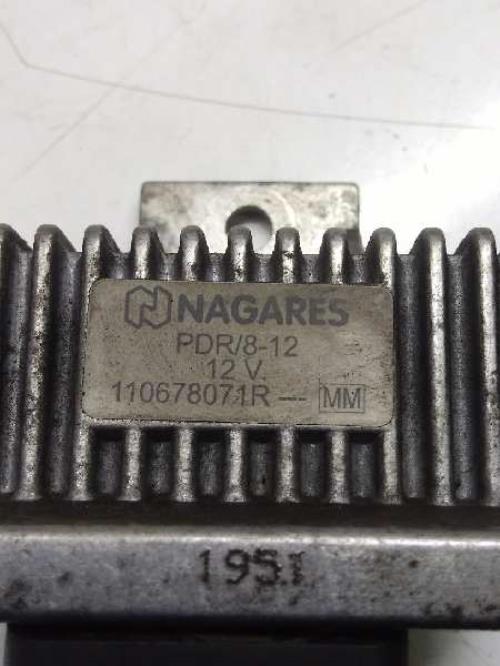 NAGARES
PDR/8-12
12 V.
110678071R --- MM
1951